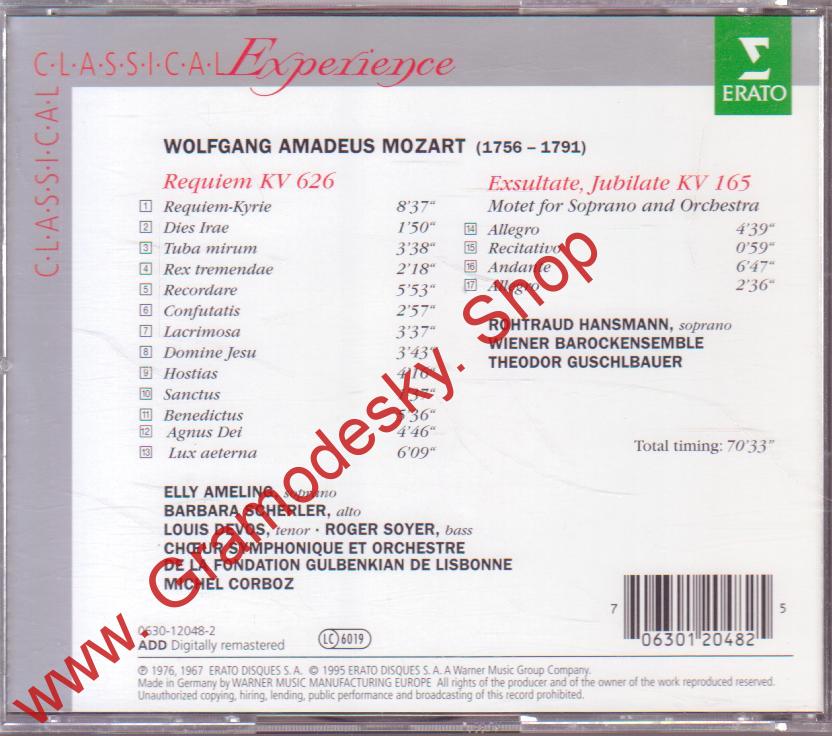 C·L·A·S·S·I·C·A·L Experience
C·L·A·S·S·I·C·A·L
ERATO
WOLFGANG AMADEUS MOZART (1756 – 1791)
Requiem KV 626
1 Requiem-Kyrie 8'37"
2 Dies Irae 1'50"
3 Tuba mirum 3'38"
4 Rex tremendae 2'18"
5 Recordare 5'53"
6 Confutatis 2'57"
7 Lacrimosa 3'37"
8 Domine Jesu 3'43"
9 Hostias 4'16"
10 Sanctus 1'37"
11 Benedictus 5'36"
12 Agnus Dei 4'46"
13 Lux aeterna 6'09"
ELLY AMELING, soprano
BARBARA SCHERLER, alto
LOUIS DEVOS, tenor · ROGER SOYER, bass
CHŒUR SYMPHONIQUE ET ORCHESTRE
DE LA FONDATION GULBENKIAN DE LISBONNE
MICHEL CORBOZ
Exsultate, Jubilate KV 165
Motet for Soprano and Orchestra
14 Allegro 4'39"
15 Recitativo 0'59"
16 Andante 6'47"
17 Allegro 2'36"
ROHTRAUD HANSMANN, soprano
WIENER BAROCKENSEMBLE
THEODOR GUSCHLBAUER
Total timing: 70'33"
0630-12048-2
ADD Digitally remastered
LC 6019
7 06301 20482 5
℗ 1976, 1967 ERATO DISQUES S. A. © 1995 ERATO DISQUES S. A. A Warner Music Group Company.
Made in Germany by WARNER MUSIC MANUFACTURING EUROPE All rights of the producer and of the owner of the work reproduced reserved.
Unauthorized copying, hiring, lending, public performance and broadcasting of this record prohibited.
www. Gramodesky. Shop